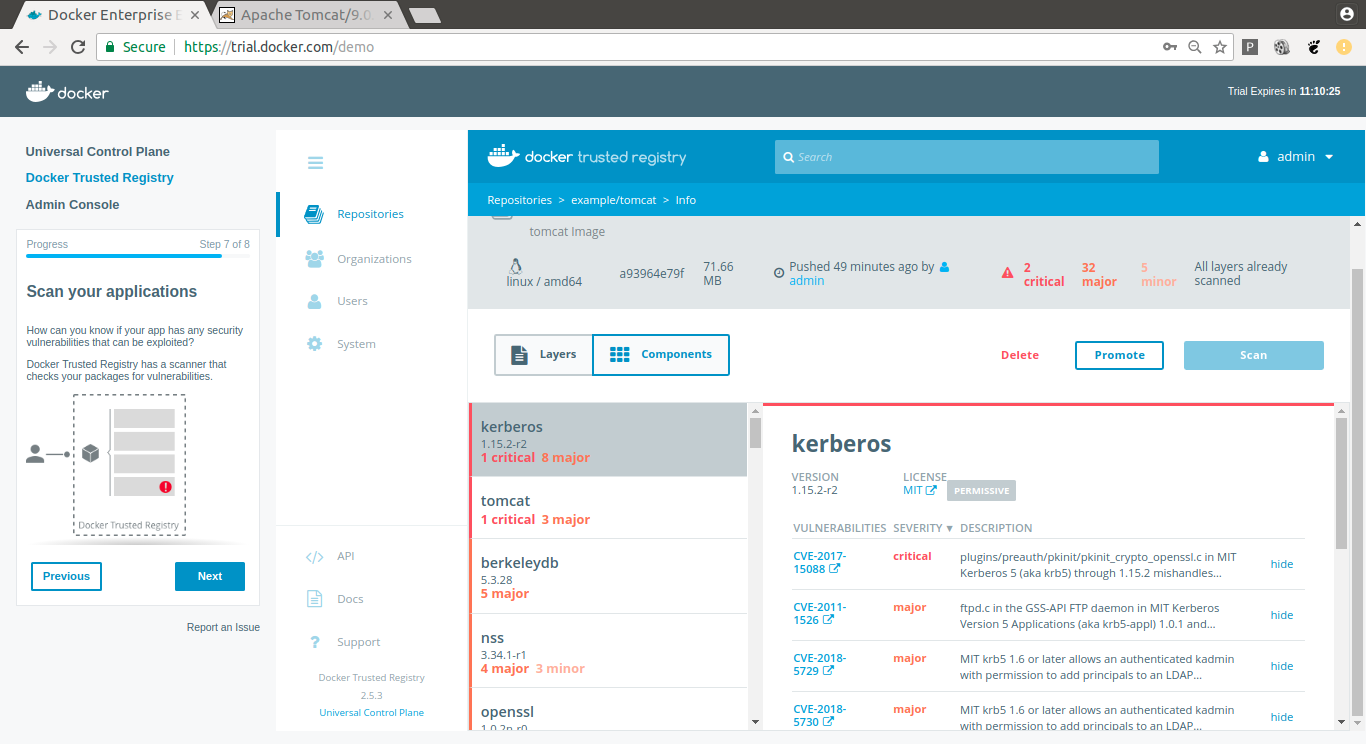 Docker Enterprise E
Apache Tomcat/9.0.
Secure
https://trial.docker.com/demo
P
docker
Trial Expires in 11:10:25
Universal Control Plane
Docker Trusted Registry
Admin Console
Progress
Step 7 of 8
Scan your applications
How can you know if your app has any security
vulnerabilities that can be exploited?
Docker Trusted Registry has a scanner that
checks your packages for vulnerabilities.
Docker Trusted Registry
Previous
Next
Report an Issue
Repositories
Organizations
Users
System
API
Docs
Support
Docker Trusted Registry
2.5.3
Universal Control Plane
docker trusted registry
Search
admin
Repositories > example/tomcat > Info
tomcat Image
linux / amd64
a93964e79f
71.66
MB
Pushed 49 minutes ago by
admin
2
critical
32
major
5
minor
All layers already
scanned
Layers
Components
Delete
Promote
Scan
kerberos
1.15.2-r2
1 critical 8 major
tomcat
1 critical 3 major
berkeleydb
5.3.28
5 major
nss
3.34.1-r1
4 major 3 minor
openssl
1.0.2n-r0
kerberos
VERSION
1.15.2-r2
LICENSE
MIT
PERMISSIVE
VULNERABILITIES SEVERITY ▾ DESCRIPTION
CVE-2017-
15088
critical
plugins/preauth/pkinit/pkinit_crypto_openssl.c in MIT
Kerberos 5 (aka krb5) through 1.15.2 mishandles...
hide
CVE-2011-
1526
major
ftpd.c in the GSS-API FTP daemon in MIT Kerberos
Version 5 Applications (aka krb5-appl) 1.0.1 and...
hide
CVE-2018-
5729
major
MIT krb5 1.6 or later allows an authenticated kadmin
with permission to add principals to an LDAP...
hide
CVE-2018-
5730
major
MIT krb5 1.6 or later allows an authenticated kadmin
with permission to add principals to an LDAP...
hide